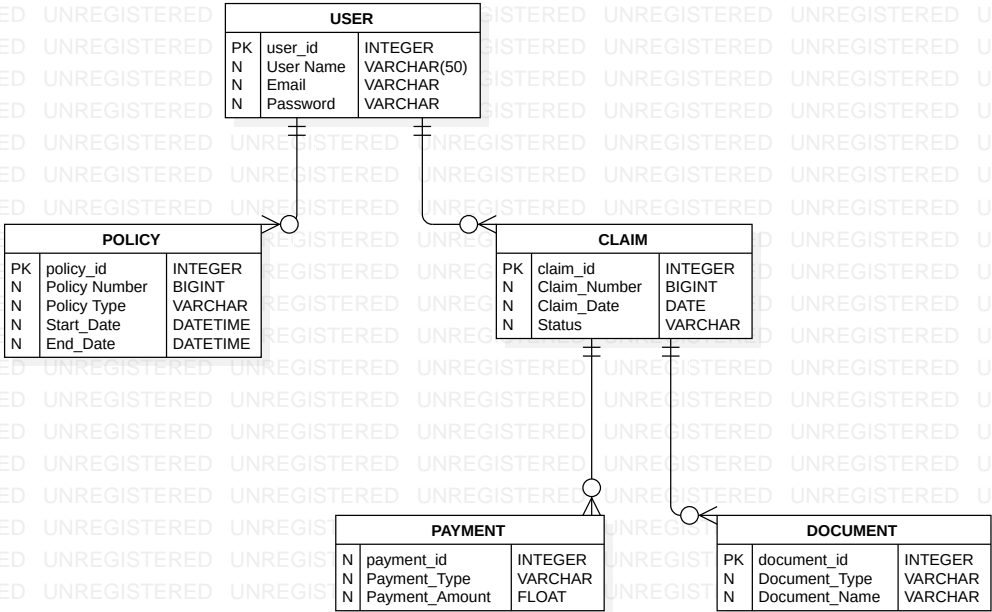 USER
PK user_id INTEGER
N User Name VARCHAR(50)
N Email VARCHAR
N Password VARCHAR
POLICY
PK policy_id INTEGER
N Policy Number BIGINT
N Policy Type VARCHAR
N Start_Date DATETIME
N End_Date DATETIME
CLAIM
PK claim_id INTEGER
N Claim_Number BIGINT
N Claim_Date DATE
N Status VARCHAR
PAYMENT
N payment_id INTEGER
N Payment_Type VARCHAR
N Payment_Amount FLOAT
DOCUMENT
PK document_id INTEGER
N Document_Type VARCHAR
N Document_Name VARCHAR
UNREGISTERED